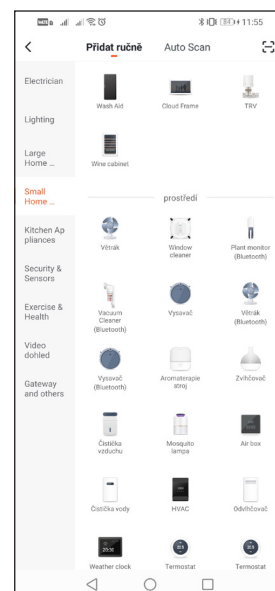 11:55
Přidat ručně
Auto Scan
Electrician
Lighting
Large
Home ...
Small
Home ...
Kitchen Ap
pliances
Security &
Sensors
Exercise &
Health
Video
dohled
Gateway
and others
Wash Aid
Cloud Frame
TRV
Wine cabinet
prostředí
Větrák
Window
cleaner
Plant monitor
(Bluetooth)
Vacuum
Cleaner
(Bluetooth)
Vysavač
Větrák
(Bluetooth)
Vysavač
(Bluetooth)
Aromaterapie
stroj
Zvlhčovač
Čistička
vzduchu
Mosquito
lampa
Air box
Čistička vody
HVAC
Odvlhčovač
20:30
Weather clock
Termostat
Termostat